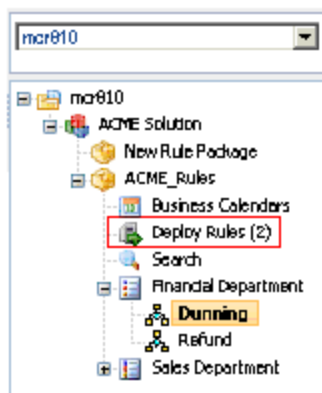 mcr810
mcr810
ACME Solution
New Rule Package
ACME_Rules
Business Calendars
Deploy Rules (2)
Search
Financial Department
Dunning
Refund
Sales Department